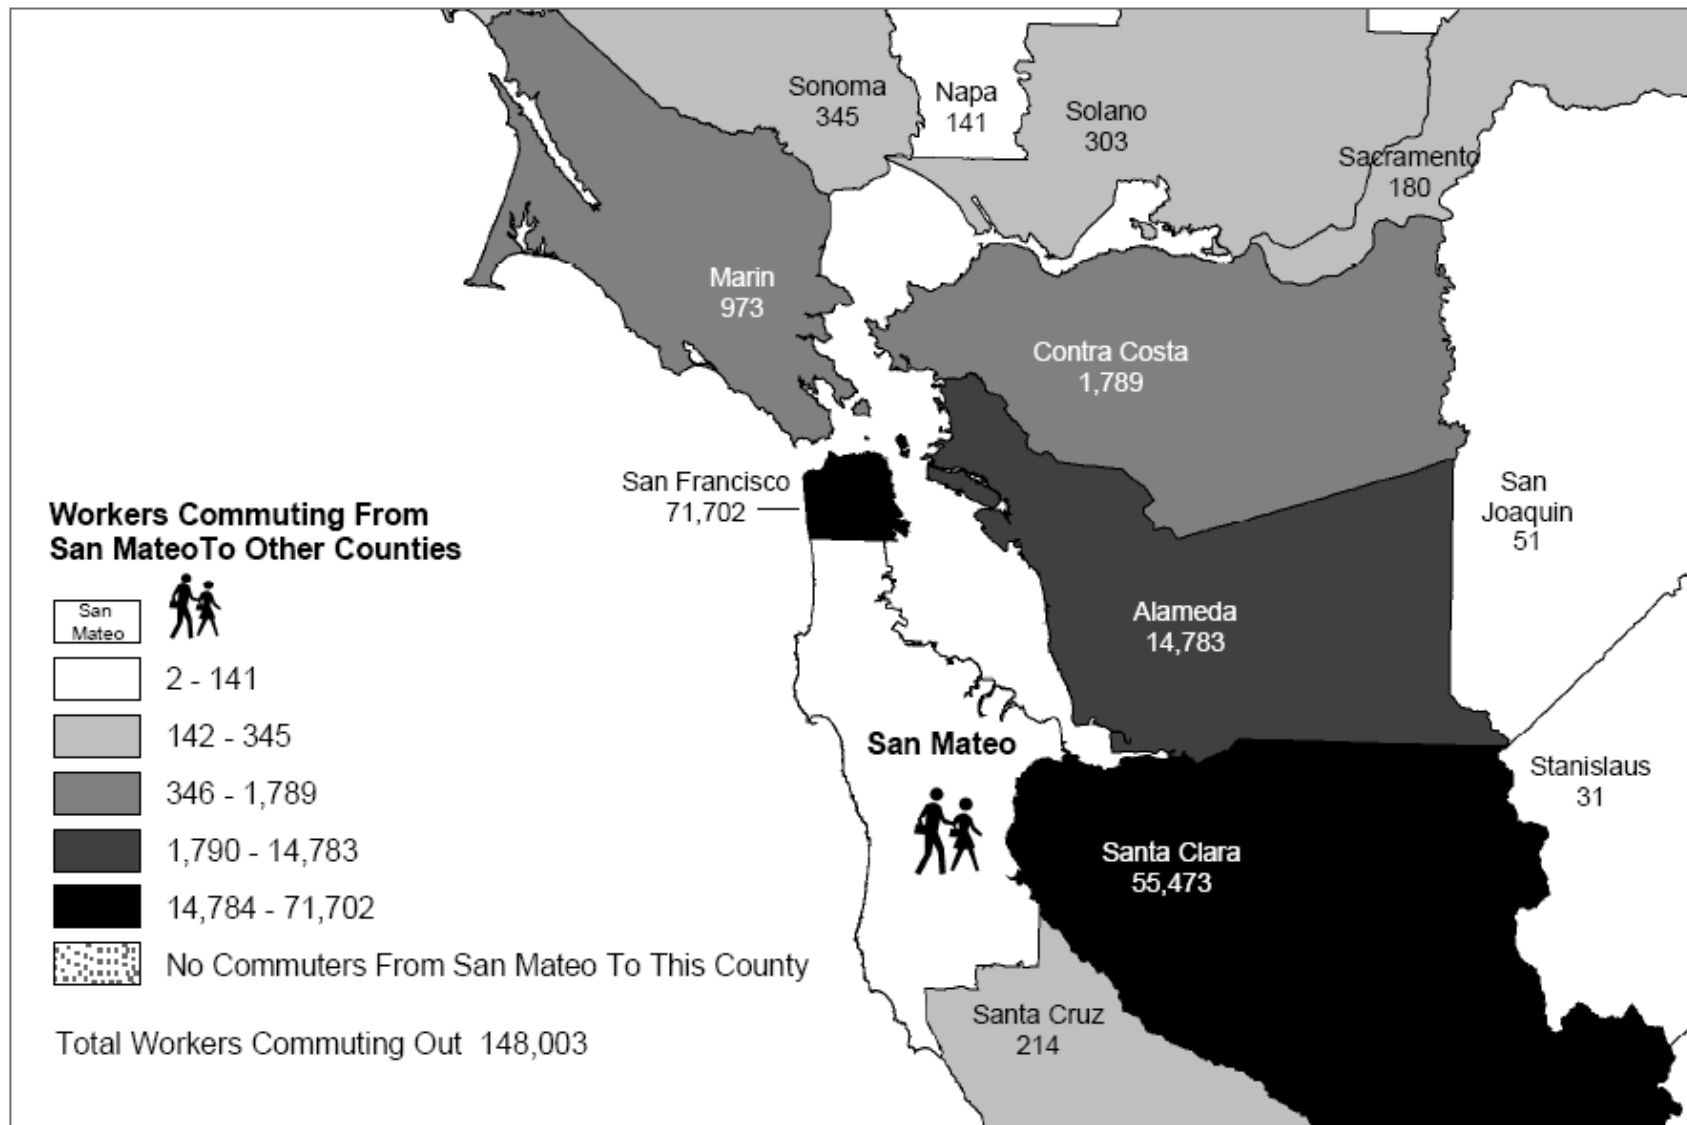 Sonoma
345
Napa
141
Solano
303
Sacramento
180
Marin
973
Contra Costa
1,789
San Francisco
71,702
San
Joaquin
51
Alameda
14,783
San Mateo
Stanislaus
31
Santa Clara
55,473
Santa Cruz
214
Workers Commuting From
San MateoTo Other Counties
San
Mateo
2 - 141
142 - 345
346 - 1,789
1,790 - 14,783
14,784 - 71,702
No Commuters From San Mateo To This County
Total Workers Commuting Out 148,003